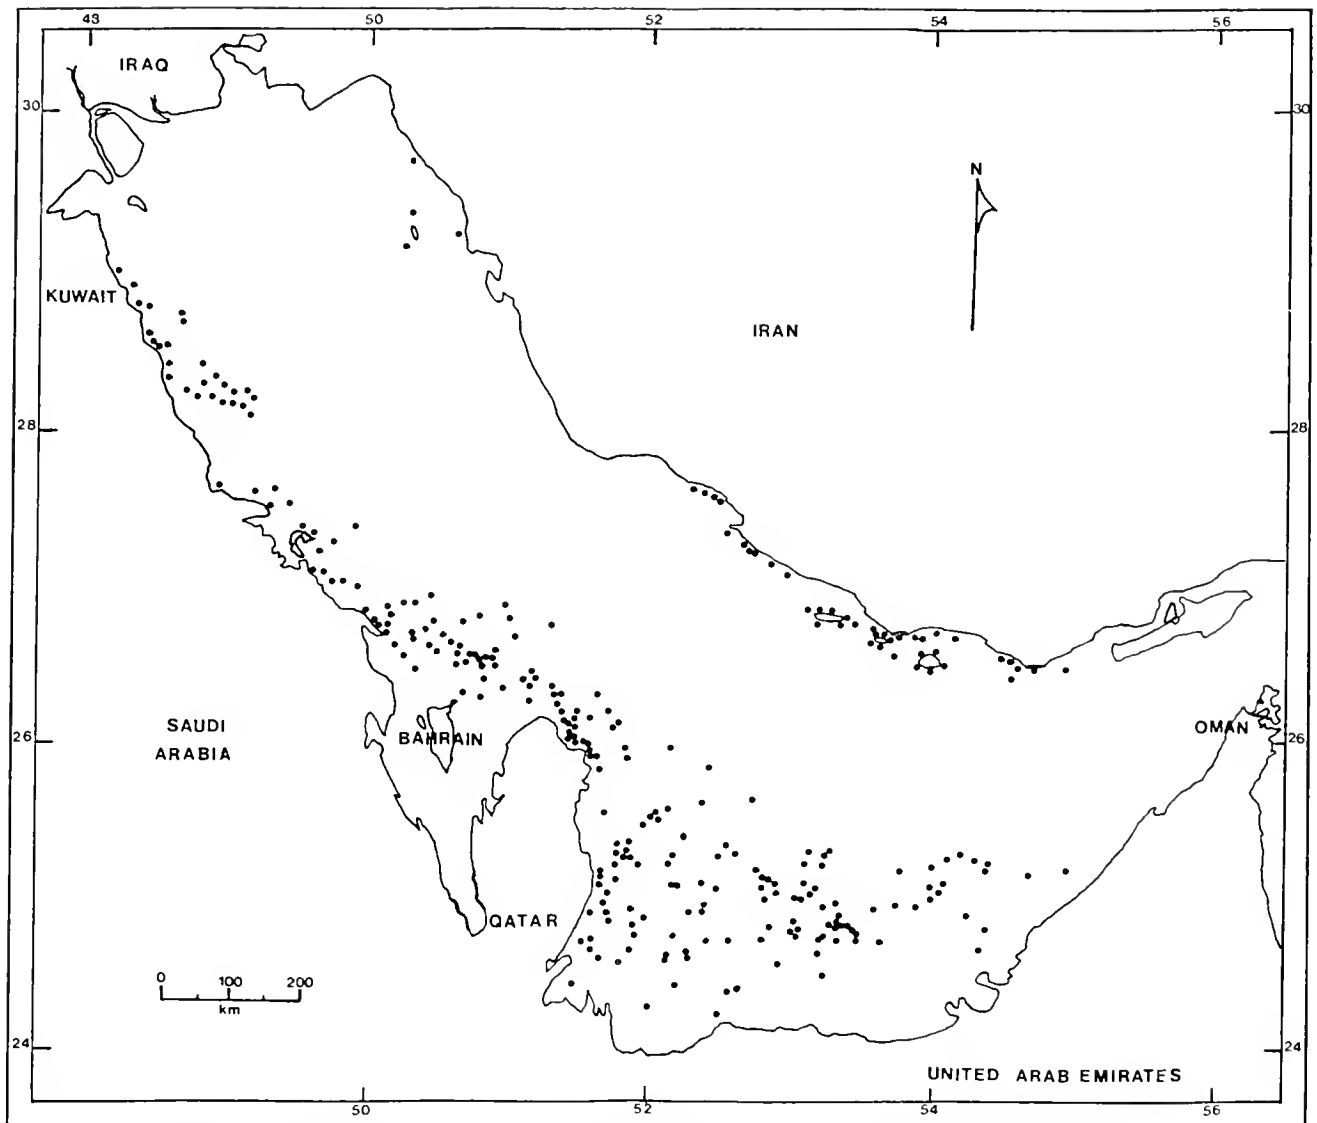 43 50 52 54 56
IRAQ
30 30
N
KUWAIT
IRAN
28 28
SAUDI
ARABIA
BAHRAIN
OMAN
26 26
QATAR
0 100 200
km
24 24
UNITED ARAB EMIRATES
50 52 54 56